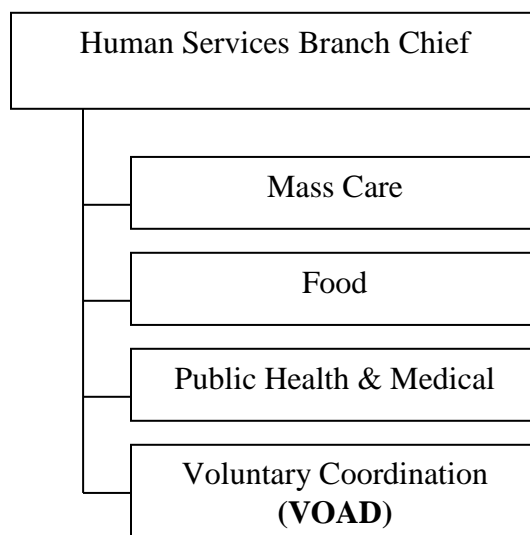 Human Services Branch Chief
Mass Care
Food
Public Health & Medical
Voluntary Coordination
(VOAD)